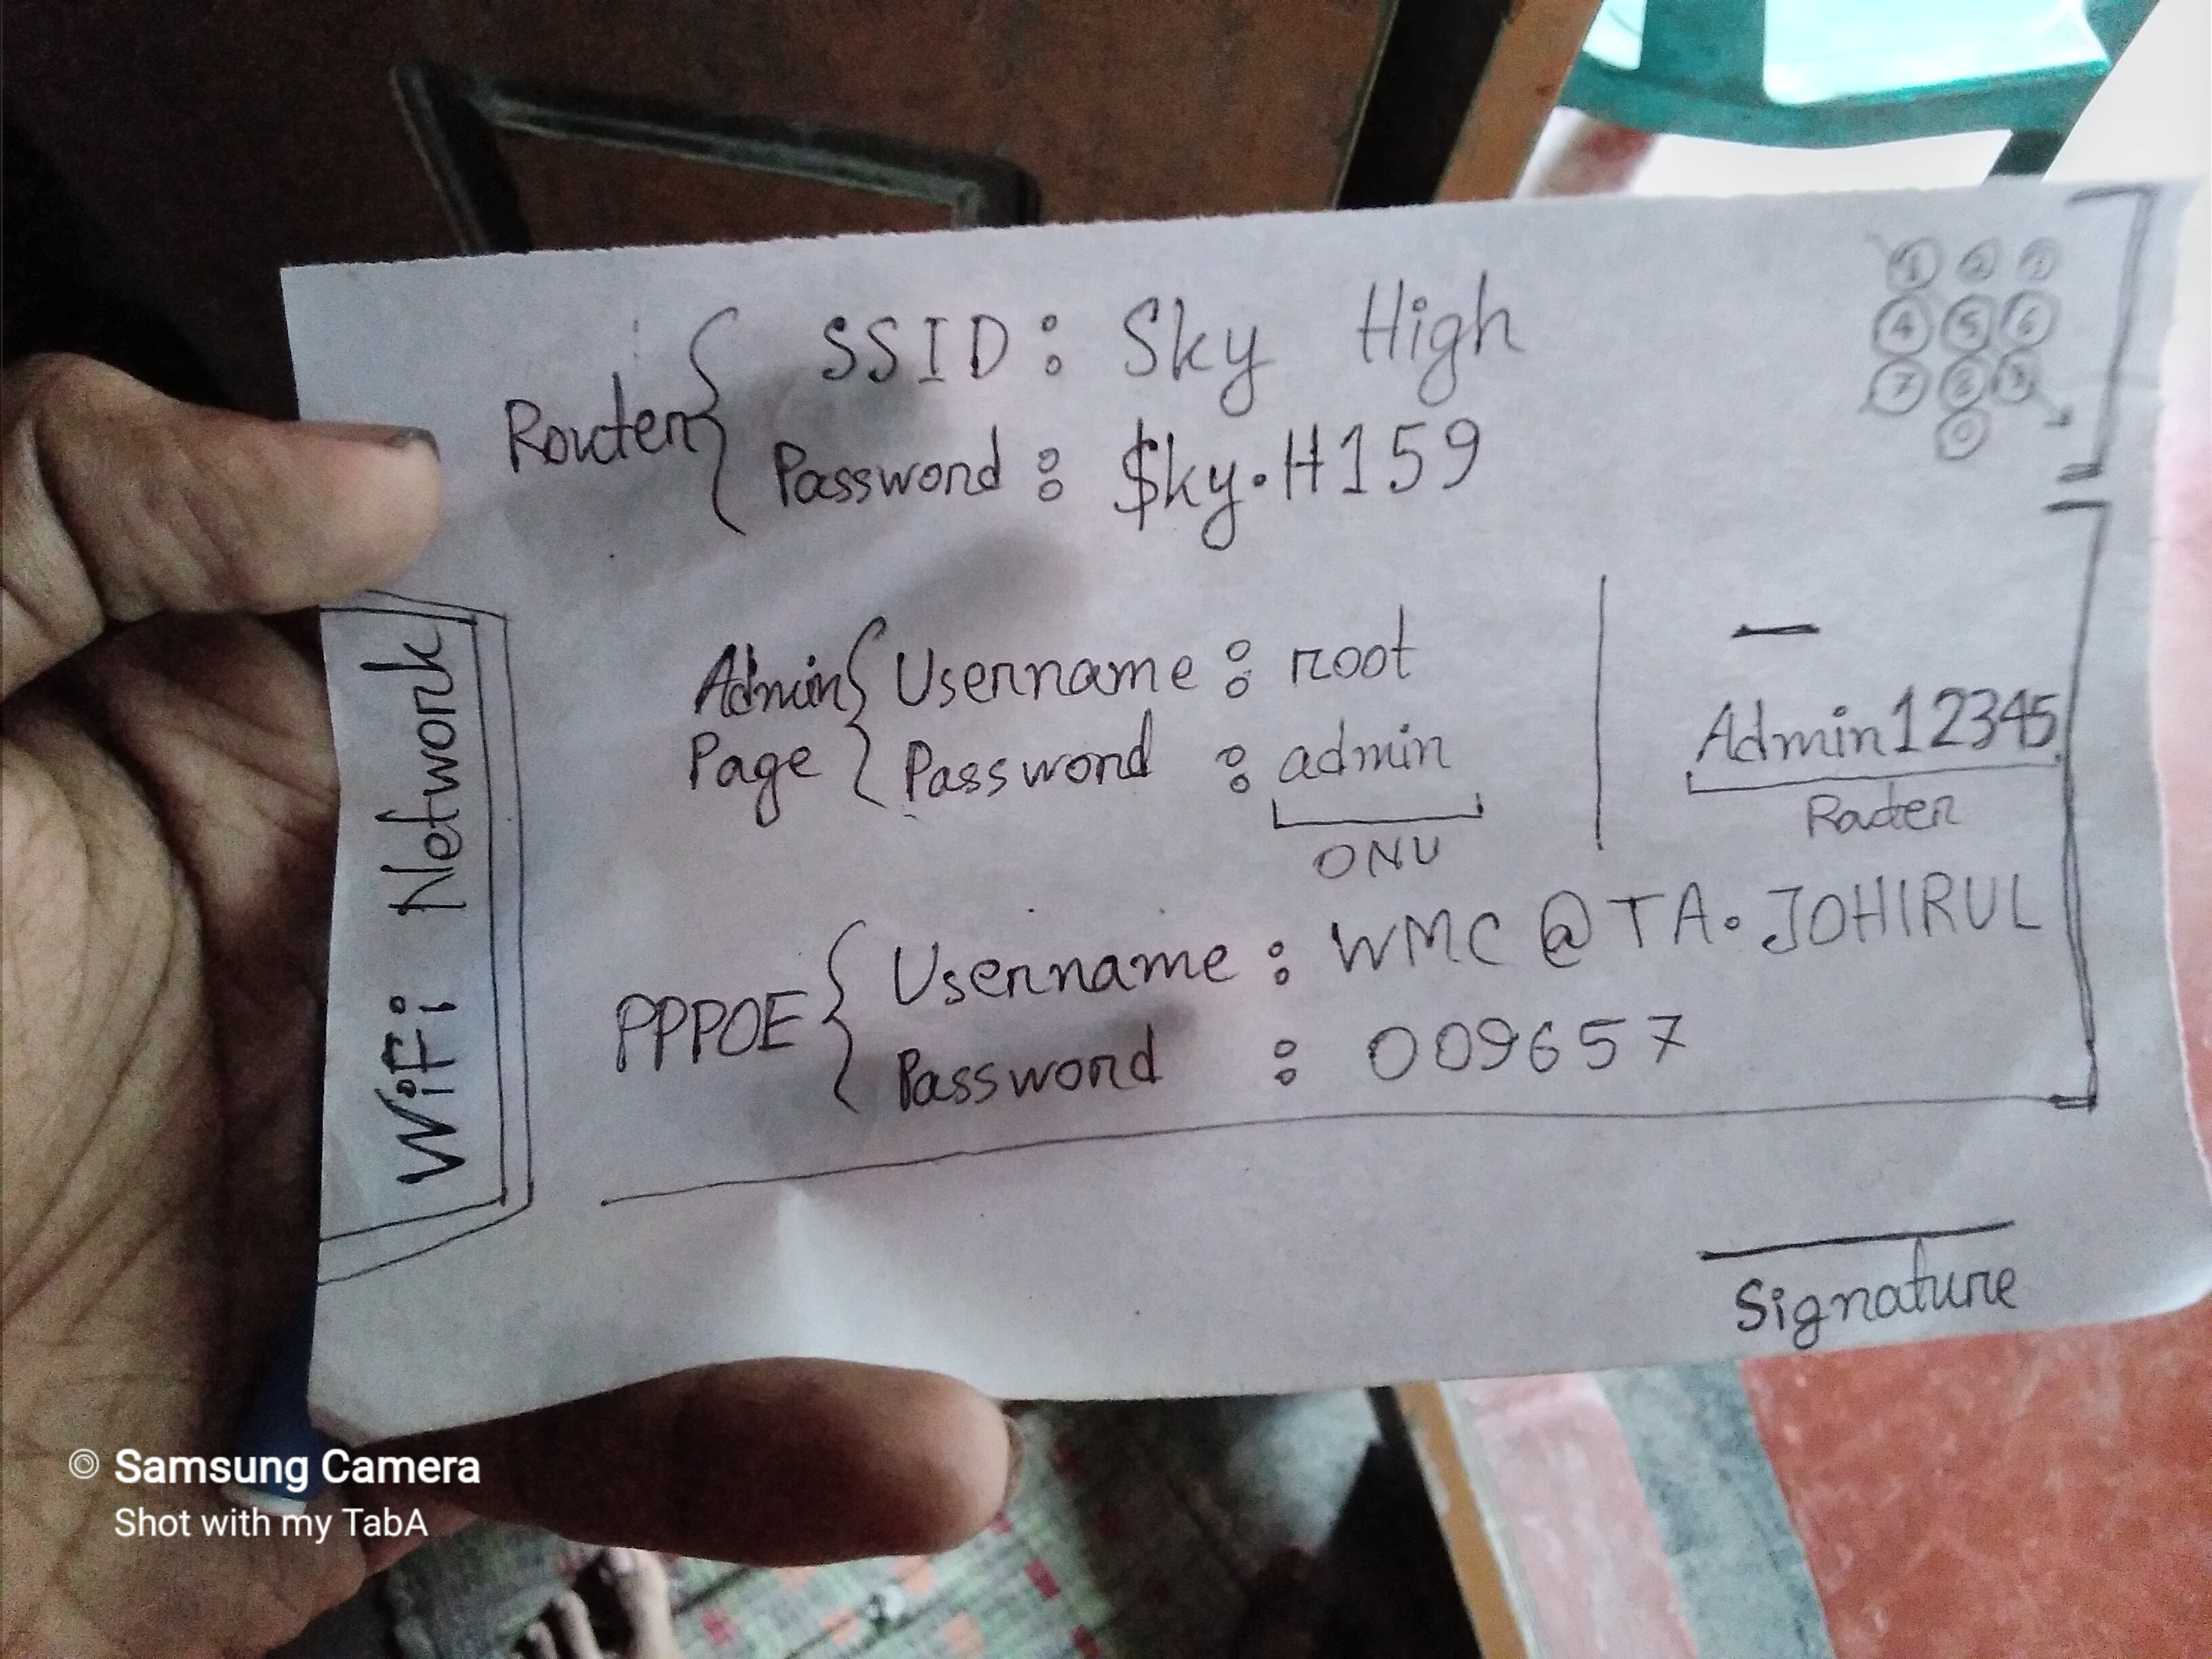 SSID: Sky High
Router
Password: $ky.H159
1 2 3
4 5 6
7 8 9
0
WiFi Network
Admin Page
Username: root
Password: admin
ONU
—
Admin12345
Router
PPPOE
Username: WMC@TA.JOHIRUL
Password: 009657
Signature
Samsung Camera
Shot with my TabA